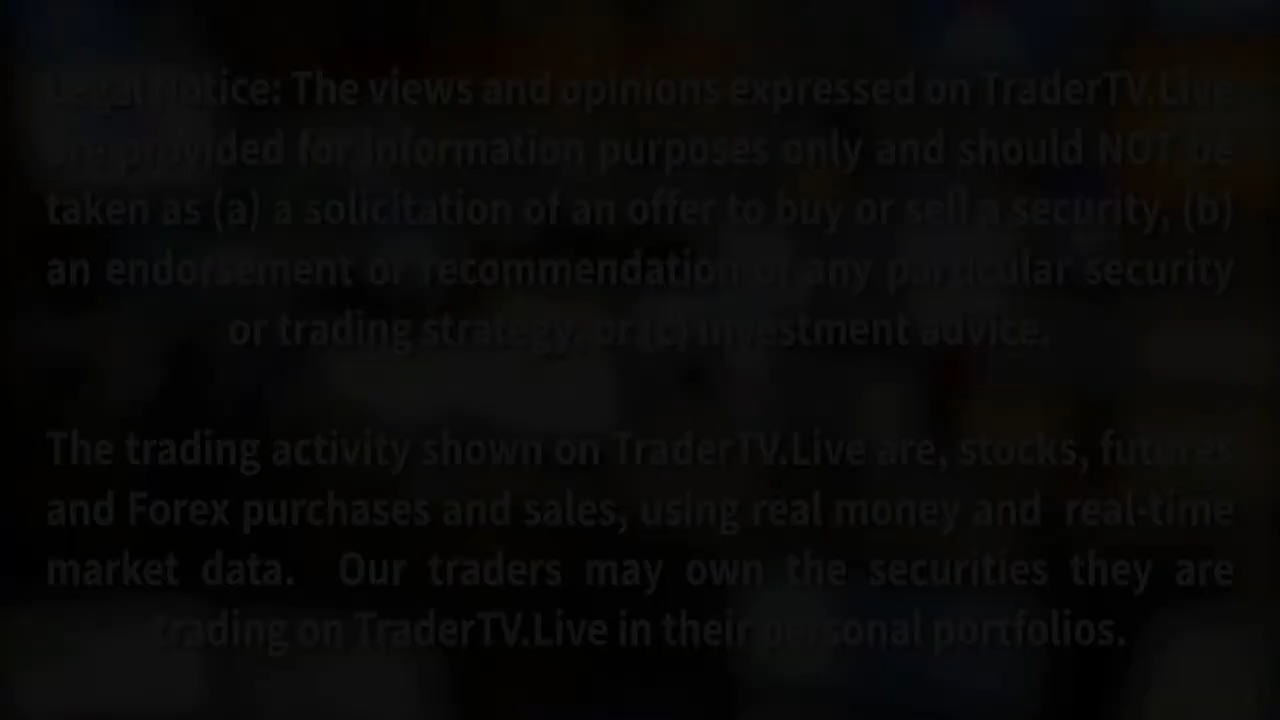 Legal Notice: The views and opinions expressed on TraderTV.Live
are provided for information purposes only and should NOT be
taken as (a) a solicitation of an offer to buy or sell a security, (b)
an endorsement or recommendation of any particular security
or trading strategy, or (c) investment advice.
The trading activity shown on TraderTV.Live are, stocks, futures
and Forex purchases and sales, using real money and  real-time
market data.  Our traders may own the securities they are
trading on TraderTV.Live in their personal portfolios.